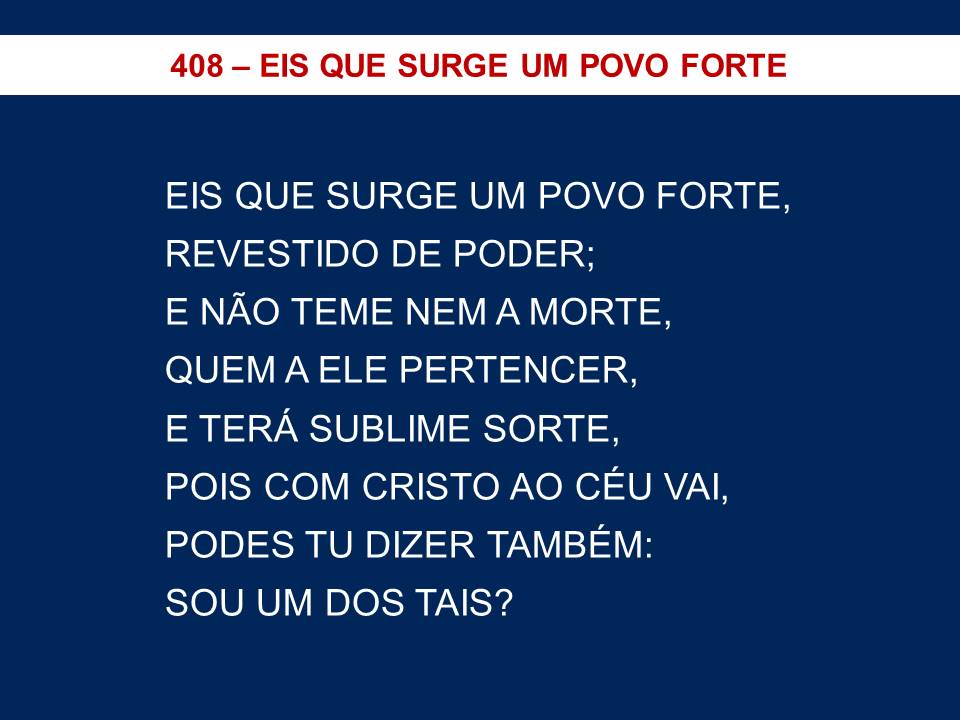 408 – EIS QUE SURGE UM POVO FORTE
EIS QUE SURGE UM POVO FORTE,
REVESTIDO DE PODER;
E NÃO TEME NEM A MORTE,
QUEM A ELE PERTENCER,
E TERÁ SUBLIME SORTE,
POIS COM CRISTO AO CÉU VAI,
PODES TU DIZER TAMBÉM:
SOU UM DOS TAIS?